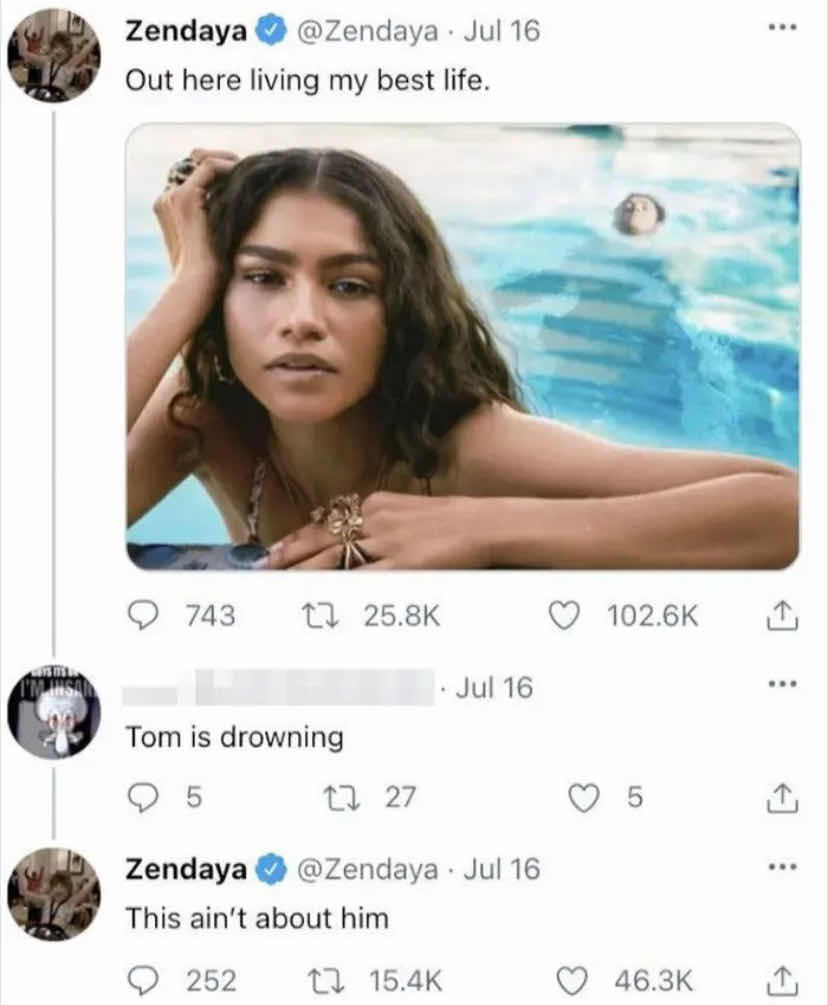 Zendaya @Zendaya · Jul 16
Out here living my best life.
743 25.8K 102.6K
· Jul 16
I'M INSAN
Tom is drowning
5 27 5
Zendaya @Zendaya · Jul 16
This ain't about him
252 15.4K 46.3K